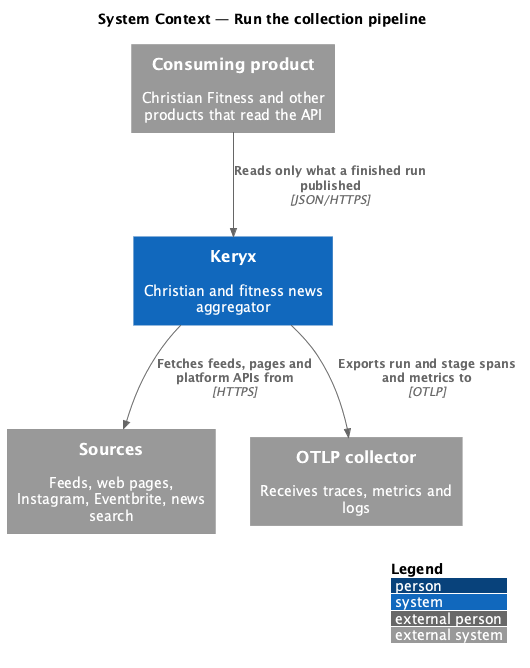 System Context — Run the collection pipeline
Consuming product
Christian Fitness and other
products that read the API
Reads only what a finished run
published
[JSON/HTTPS]
Keryx
Christian and fitness news
aggregator
Fetches feeds, pages and
platform APIs from
[HTTPS]
Exports run and stage spans
and metrics to
[OTLP]
Sources
Feeds, web pages,
Instagram, Eventbrite, news
search
OTLP collector
Receives traces, metrics and
logs
Legend
person
system
external person
external system